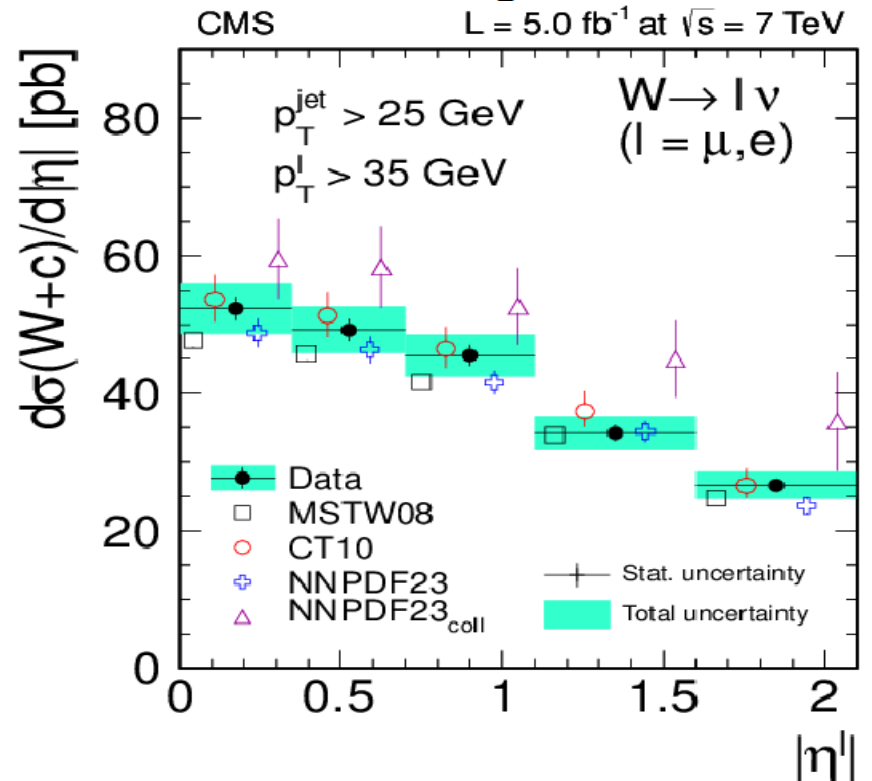 CMS L = 5.0 fb⁻¹ at √s = 7 TeV
dσ(W+c)/d|η| [pb]
p_T^jet > 25 GeV
p_T^l > 35 GeV
W→ l ν
(l = μ,e)
80
60
40
20
0
Data
MSTW08
CT10
NNPDF23
NNPDF23_coll
Stat. uncertainty
Total uncertainty
0 0.5 1 1.5 2
|η^l|